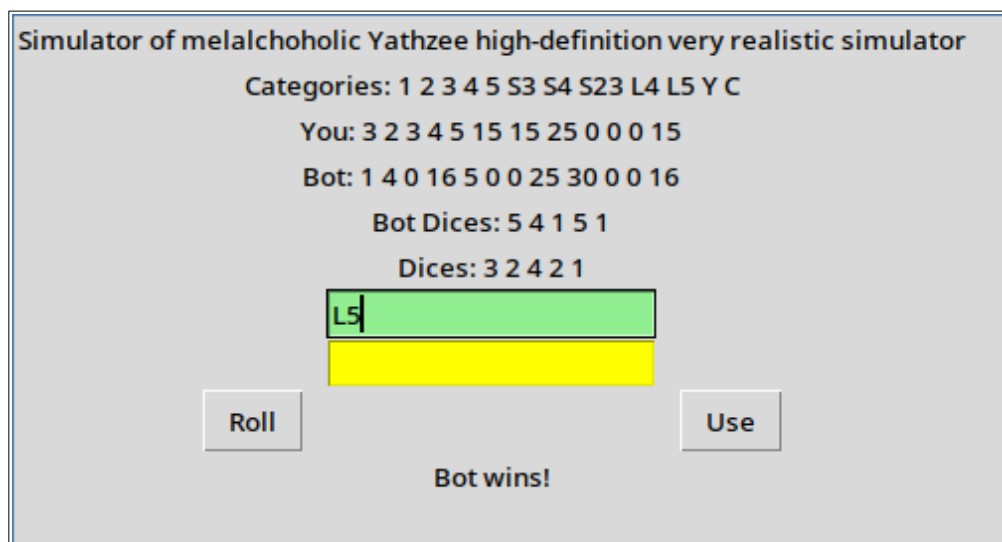 Simulator of melalchoholic Yathzee high-definition very realistic simulator
Categories: 1 2 3 4 5 S3 S4 S23 L4 L5 Y C
You: 3 2 3 4 5 15 15 25 0 0 0 15
Bot: 1 4 0 16 5 0 0 25 30 0 0 16
Bot Dices: 5 4 1 5 1
Dices: 3 2 4 2 1
L5
Roll Use
Bot wins!